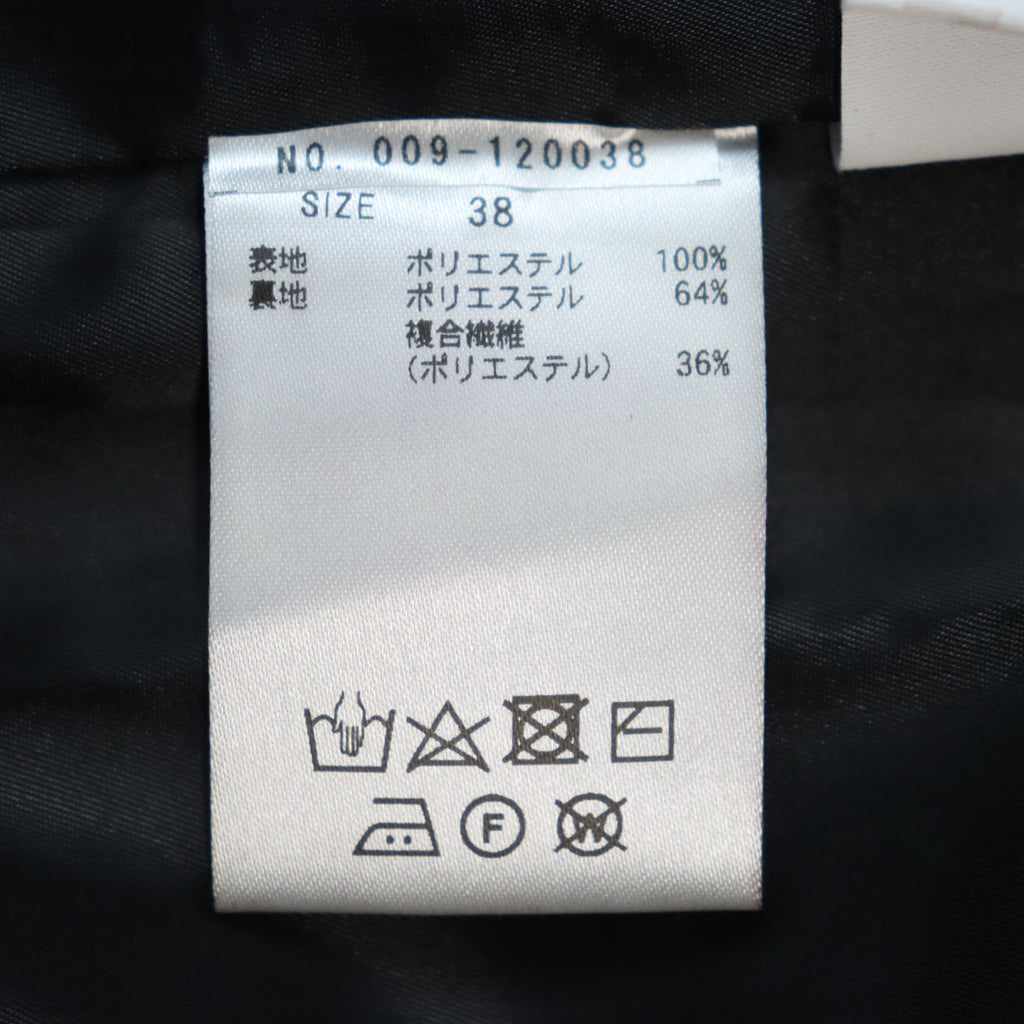 NO. 009-120038
SIZE 38
表地 ポリエステル 100%
裏地 ポリエステル 64%
複合繊維
(ポリエステル) 36%
F
W